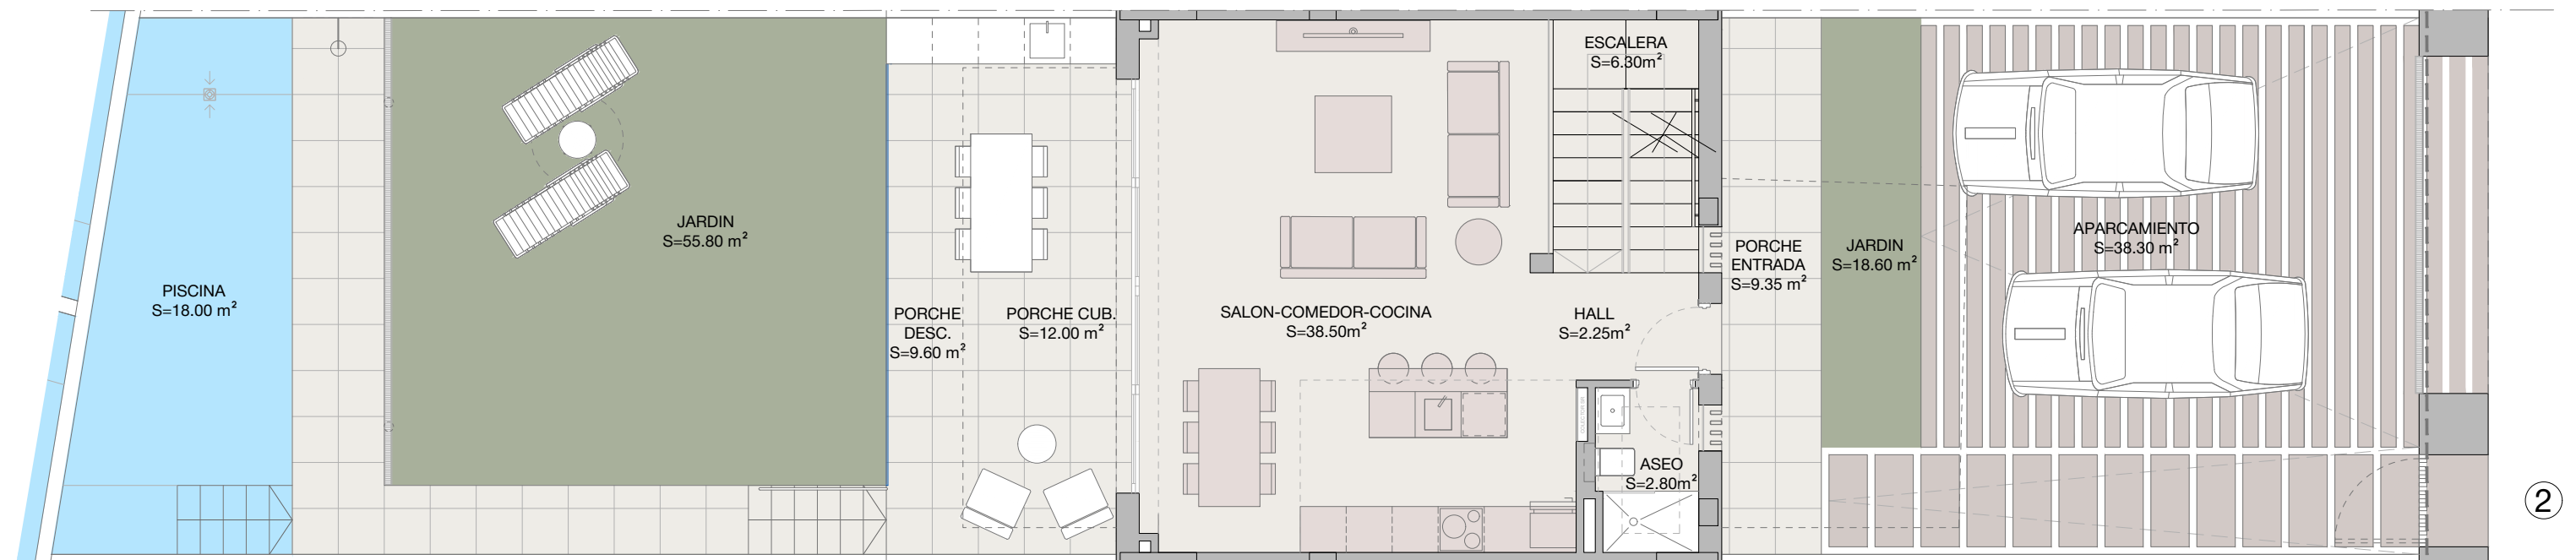 PISCINA
S=18.00 m²
JARDIN
S=55.80 m²
PORCHE
DESC.
S=9.60 m²
PORCHE CUB.
S=12.00 m²
SALON-COMEDOR-COCINA
S=38.50m²
ESCALERA
S=6.30m²
HALL
S=2.25m²
ASEO
S=2.80m²
PORCHE
ENTRADA
S=9.35 m²
JARDIN
S=18.60 m²
APARCAMIENTO
S=38.30 m²
2